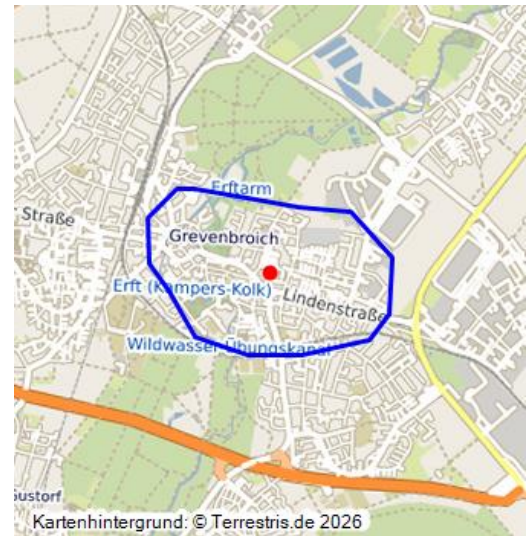 Erftarm
r Straße
Grevenbroich
Erft (Kampers-Kolk)
Lindenstraße
Wildwasser-Übungskanal
Gustorf
Kartenhintergrund: © Terrestris.de 2026